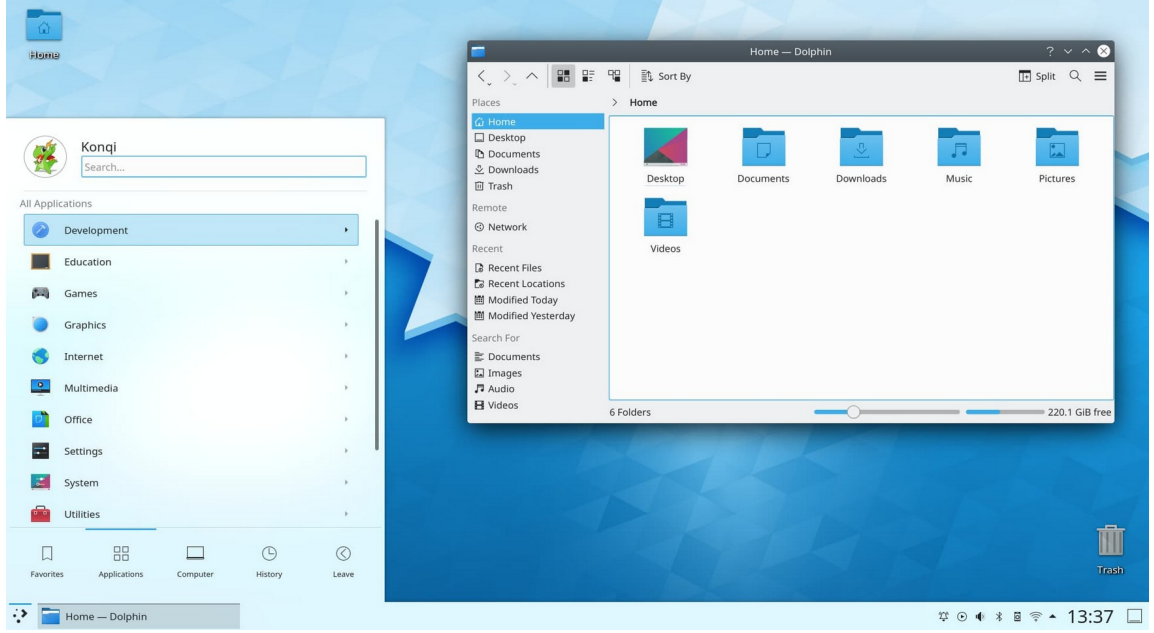 Home
Konqi
Search...
All Applications
Development
Education
Games
Graphics
Internet
Multimedia
Office
Settings
System
Utilities
Favorites
Applications
Computer
History
Leave
Home — Dolphin
Sort By
Split
Places
Home
Desktop
Documents
Downloads
Trash
Remote
Network
Recent
Recent Files
Recent Locations
Modified Today
Modified Yesterday
Search For
Documents
Images
Audio
Videos
> Home
Desktop
Documents
Downloads
Music
Pictures
Videos
6 Folders
220.1 GiB free
Trash
Home — Dolphin
13:37